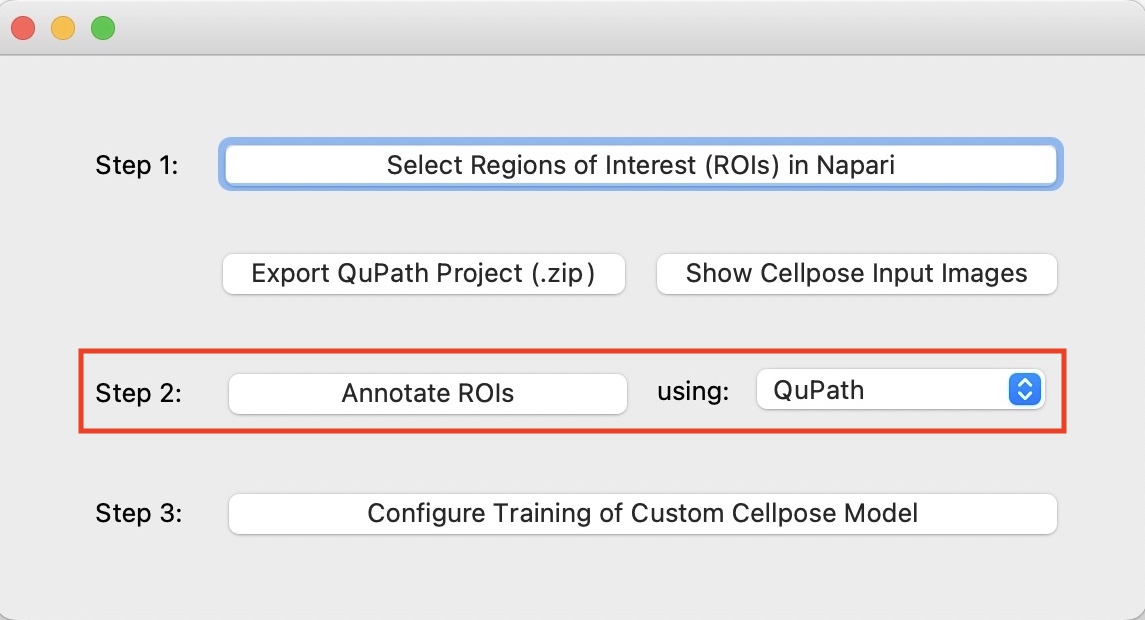 Step 1: Select Regions of Interest (ROIs) in Napari
Export QuPath Project (.zip) Show Cellpose Input Images
Step 2: Annotate ROIs using: QuPath
Step 3: Configure Training of Custom Cellpose Model